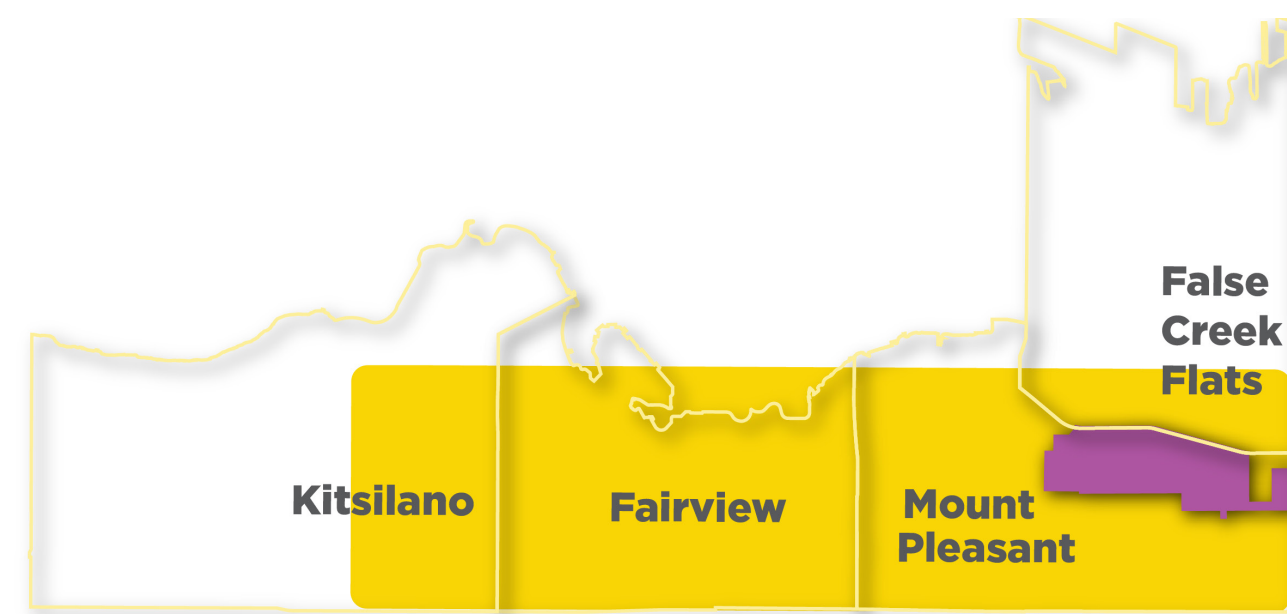 False
Creek
Flats
Kitsilano
Fairview
Mount
Pleasant